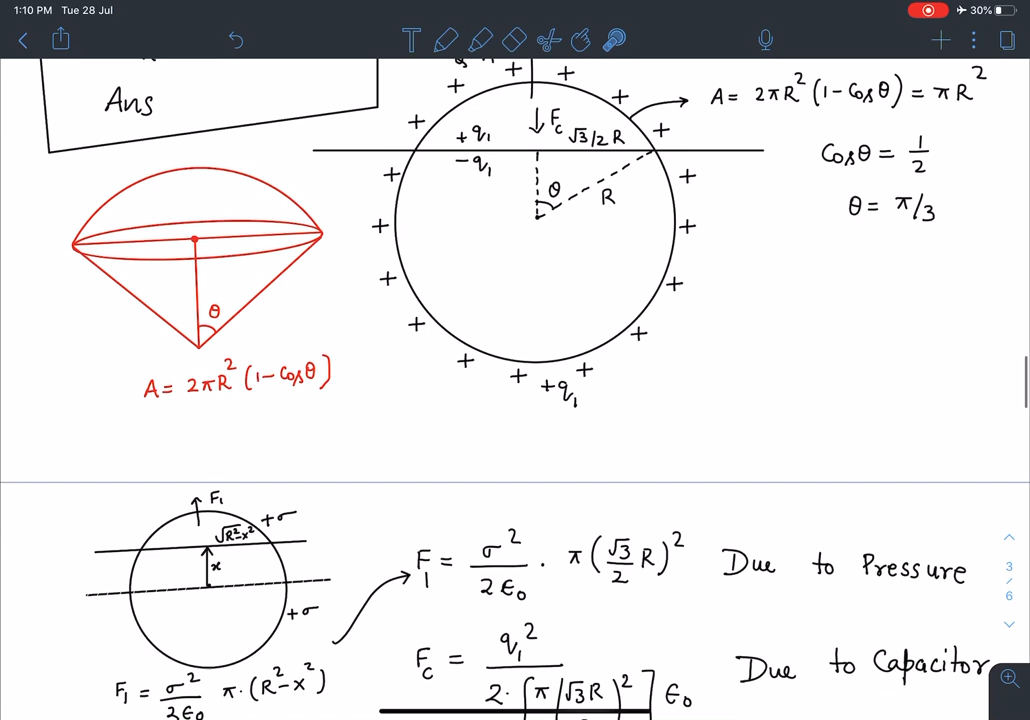 1:10 PM Tue 28 Jul
30%
T
Ans
+ + + + + + + + + + + + + + + + + +
+q₁
−q₁
F_c
√3/2 R
θ
R
+q₁
A = 2πR² (1 − Cosθ) = πR²
Cosθ = 1/2
θ = π/3
θ
A = 2πR² (1 − Cosθ)
F₁
+σ
√R²−x²
x
+σ
F₁ = σ²/2ε₀ π·(R²−x²)
F₁ = σ²/2ε₀ · π(√3/2 R)² Due to Pressure
F_c = q₁²/2·[π(√3R)²]ε₀ Due to Capacitor
3
/
6